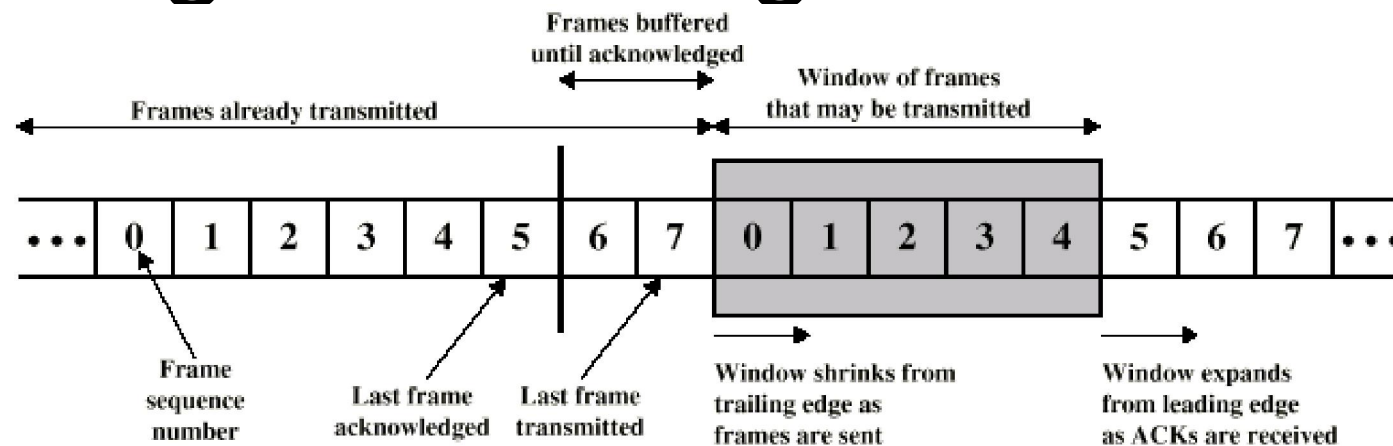 Frames buffered
until acknowledged
Window of frames
that may be transmitted
Frames already transmitted
••• 0 1 2 3 4 5 6 7 0 1 2 3 4 5 6 7 •••
Frame
sequence
number
Last frame
acknowledged
Last frame
transmitted
Window shrinks from
trailing edge as
frames are sent
Window expands
from leading edge
as ACKs are received